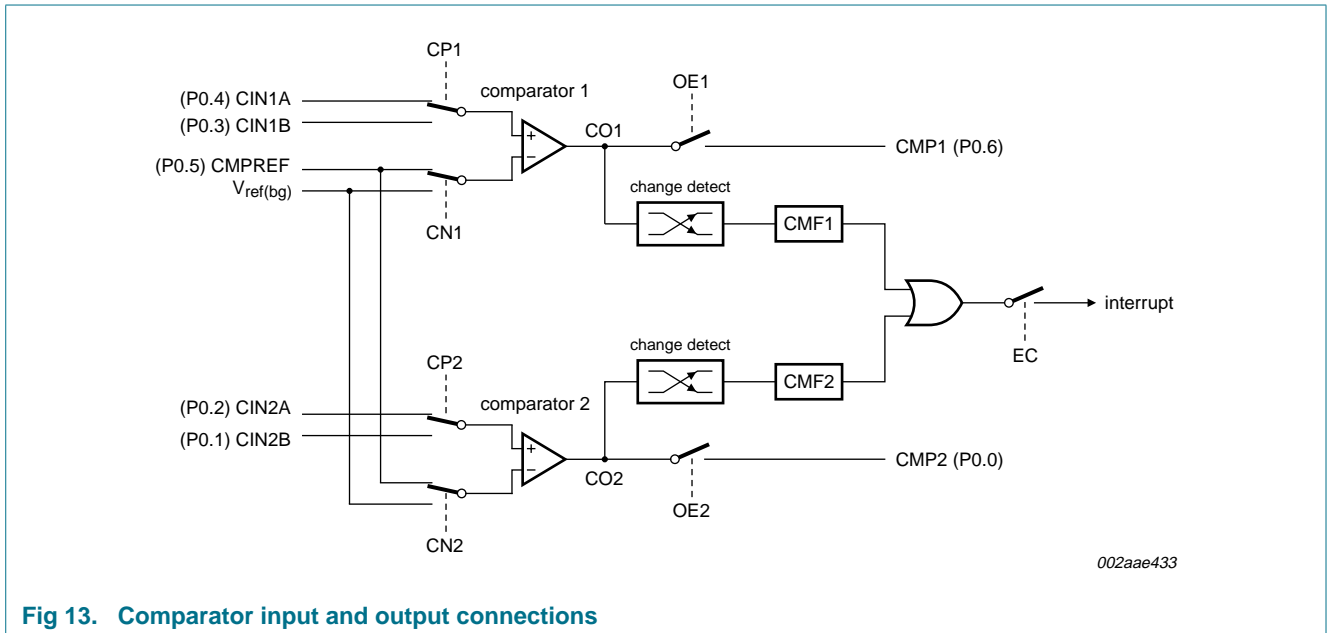 CP1
OE1
(P0.4) CIN1A
comparator 1
(P0.3) CIN1B
+
−
CO1
CMP1 (P0.6)
(P0.5) CMPREF
Vref(bg)
change detect
CN1
CMF1
interrupt
EC
change detect
CP2
CMF2
(P0.2) CIN2A
comparator 2
(P0.1) CIN2B
+
−
CO2
CMP2 (P0.0)
OE2
CN2
002aae433
Fig 13. Comparator input and output connections